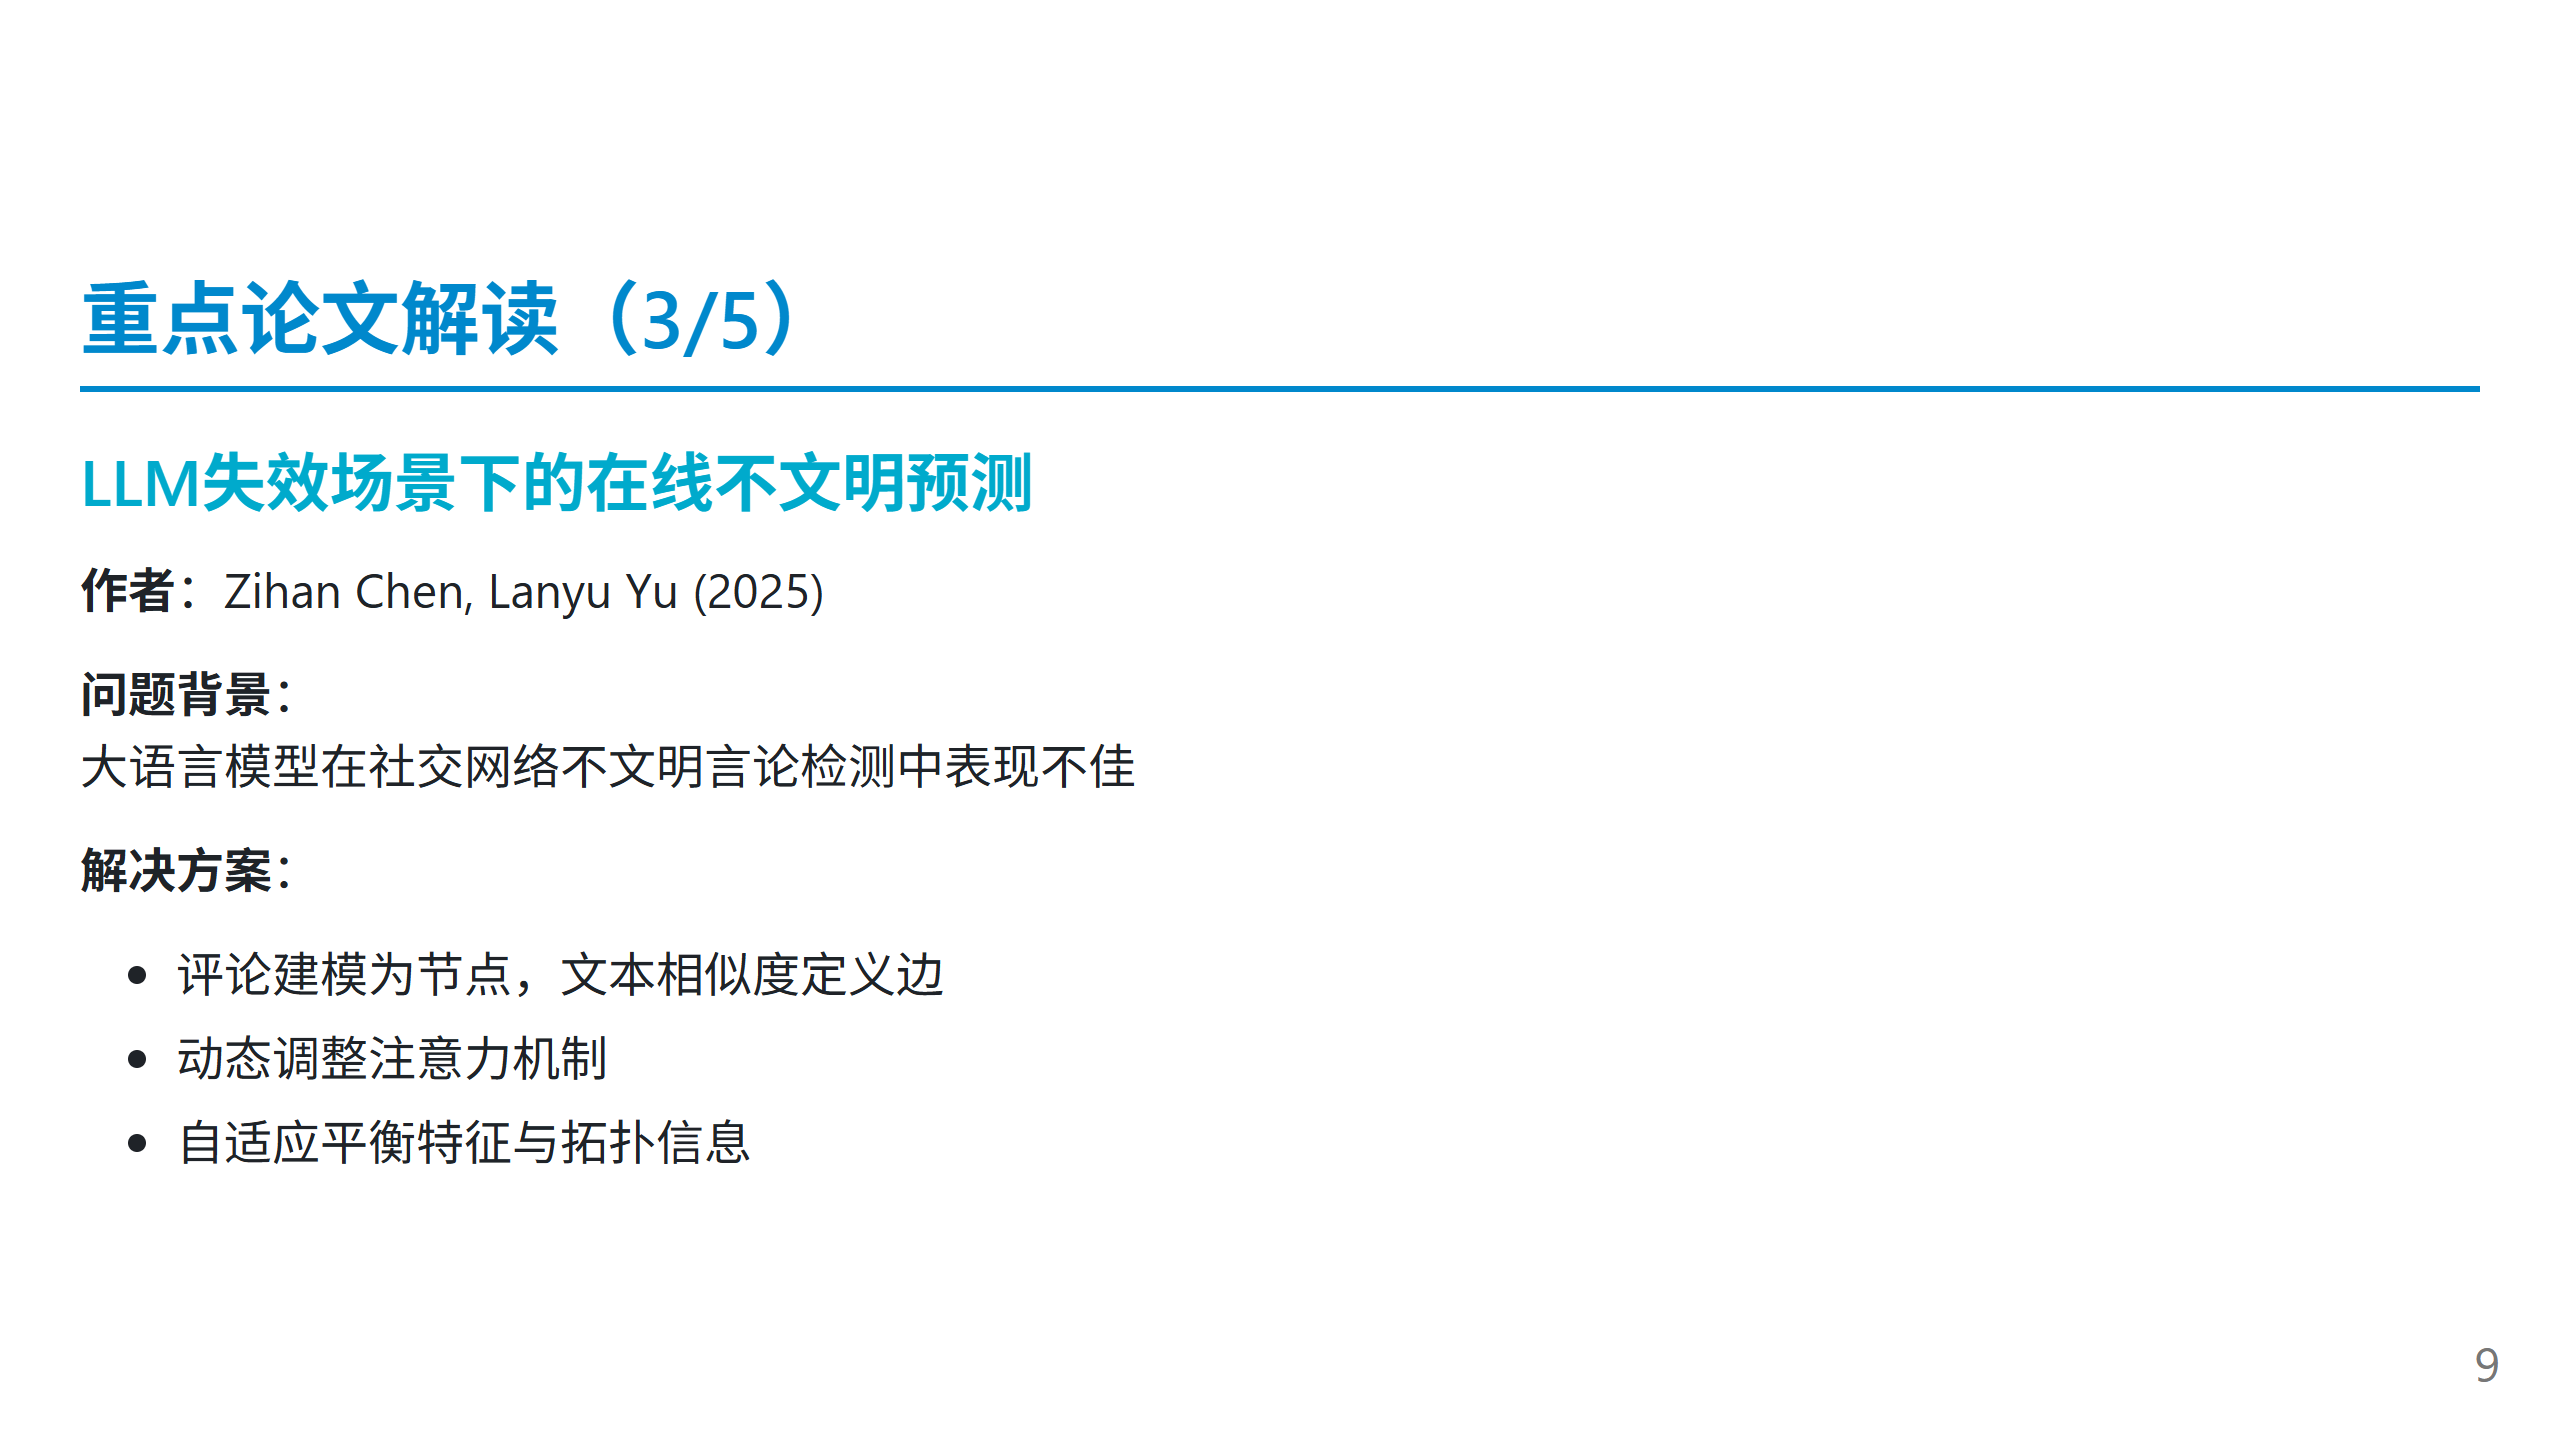 重点论文解读（3/5）
LLM失效场景下的在线不文明预测
作者：Zihan Chen, Lanyu Yu (2025)
问题背景：
大语言模型在社交网络不文明言论检测中表现不佳
解决方案：
• 评论建模为节点，文本相似度定义边
• 动态调整注意力机制
• 自适应平衡特征与拓扑信息
9